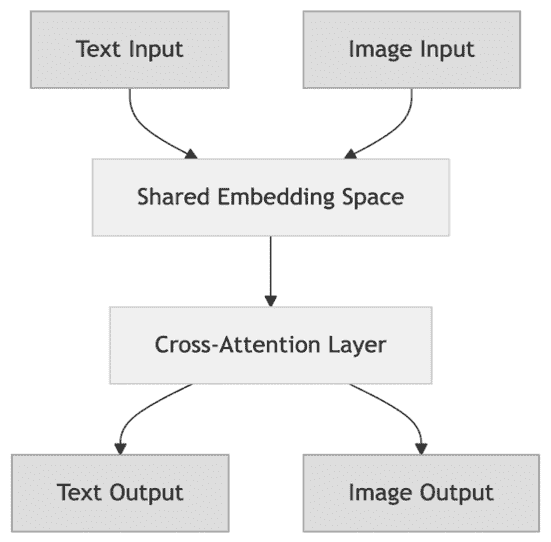 Text Input
Image Input
Shared Embedding Space
Cross-Attention Layer
Text Output
Image Output